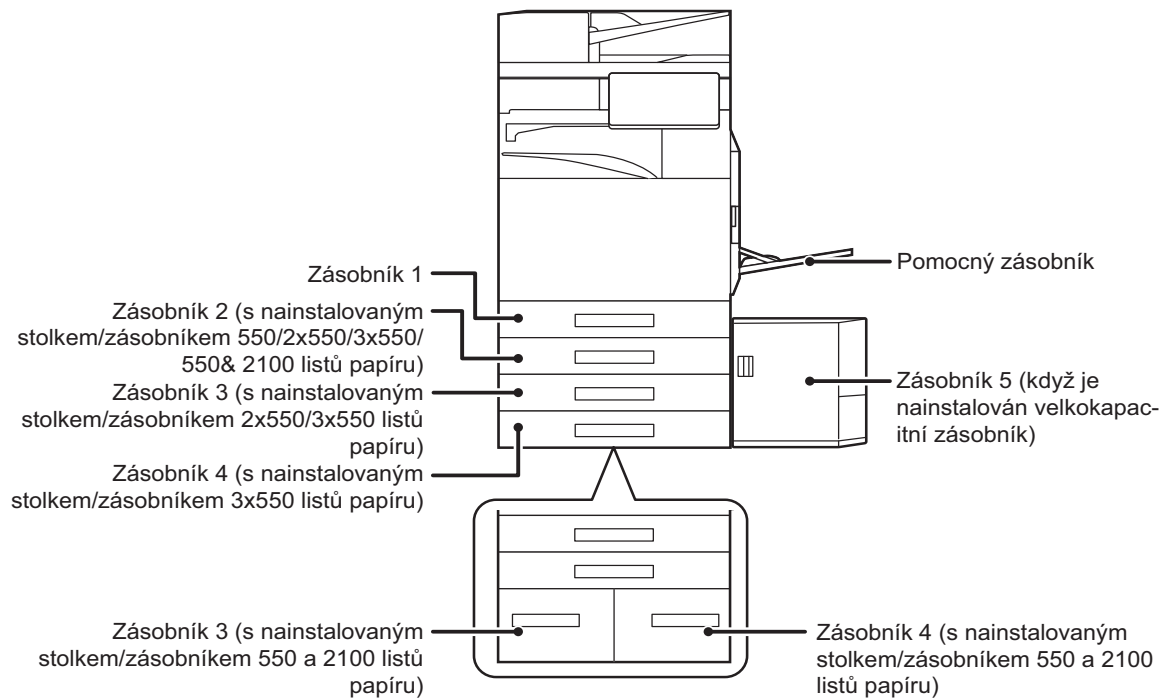 Zásobník 1
Zásobník 2 (s nainstalovaným
stolkem/zásobníkem 550/2x550/3x550/
550& 2100 listů papíru)
Zásobník 3 (s nainstalovaným
stolkem/zásobníkem 2x550/3x550 listů
papíru)
Zásobník 4 (s nainstalovaným
stolkem/zásobníkem 3x550 listů papíru)
Pomocný zásobník
Zásobník 5 (když je
nainstalován velkokapac-
itní zásobník)
Zásobník 3 (s nainstalovaným
stolkem/zásobníkem 550 a 2100 listů
papíru)
Zásobník 4 (s nainstalovaným
stolkem/zásobníkem 550 a 2100
listů papíru)